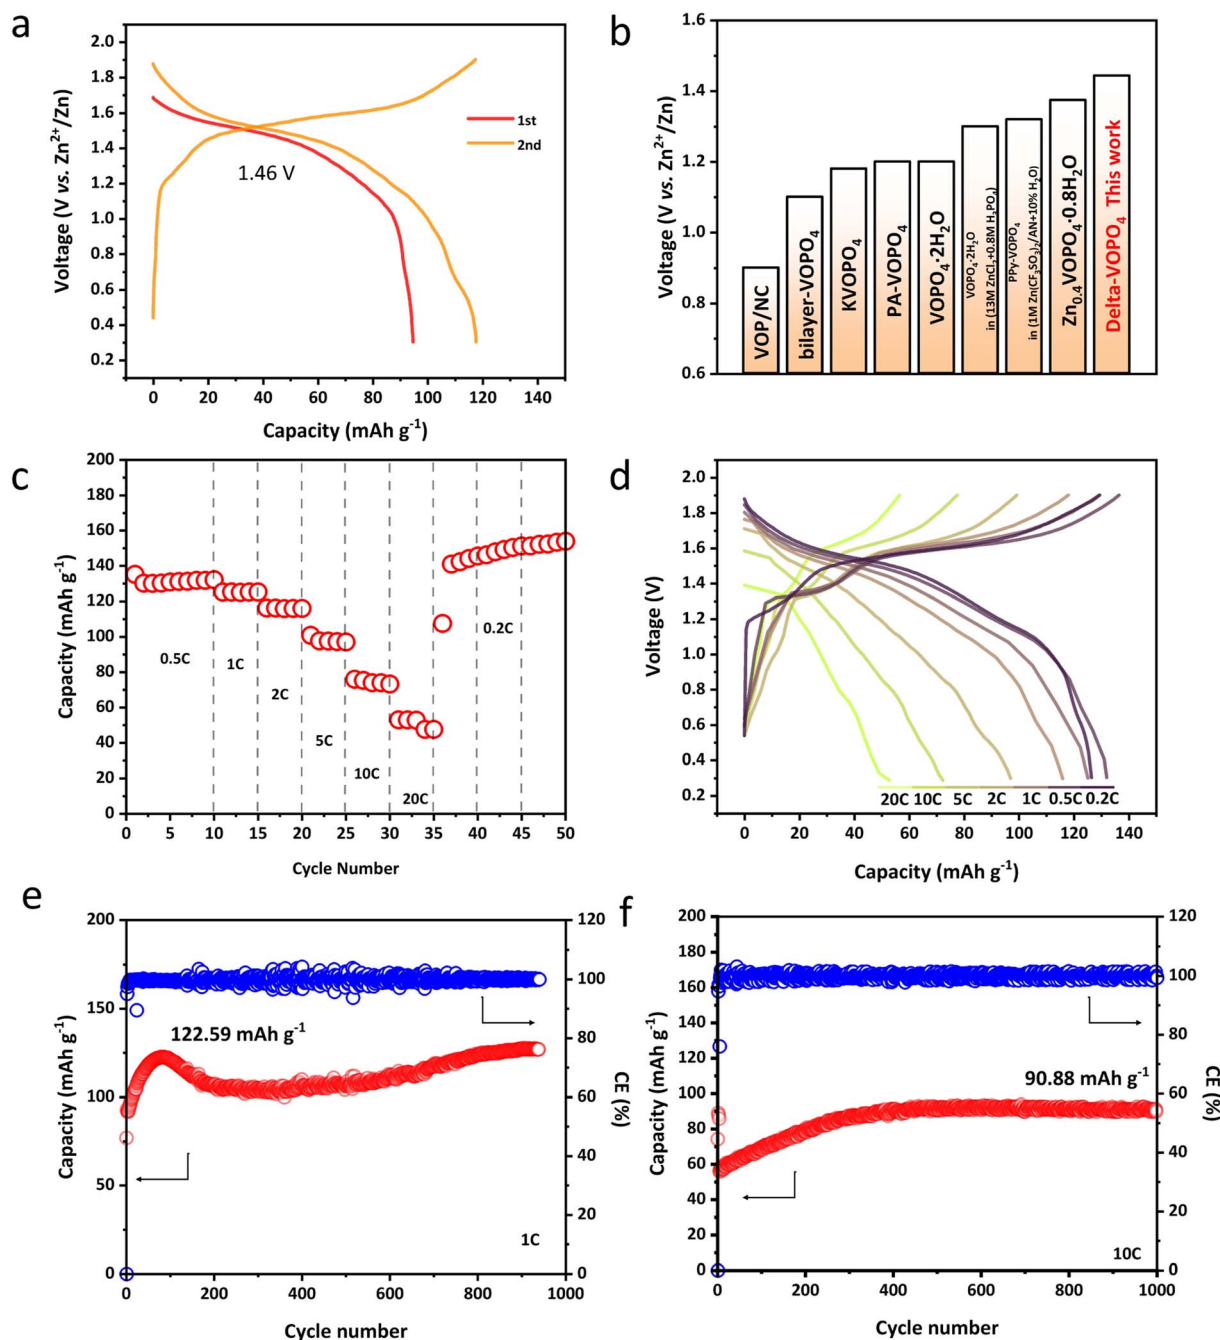 a
2.0
1.8
1.6
1.4
1.2
1.0
0.8
0.6
0.4
0.2
Voltage (V vs. Zn²⁺/Zn)
1st
2nd
1.46 V
0 20 40 60 80 100 120 140
Capacity (mAh g⁻¹)
b
1.6
1.4
1.2
1.0
0.8
0.6
Voltage (V vs. Zn²⁺/Zn)
VOP/NC
bilayer-VOPO₄
KVOPO₄
PA-VOPO₄
VOPO₄·2H₂O
VOPO₄·2H₂O
in (13M ZnCl₂+0.8M H₃PO₄)
PPy-VOPO₄
in (1M Zn(CF₃SO₃)₂/AN+10% H₂O)
Zn₀.₄VOPO₄·0.8H₂O
Delta-VOPO₄ This work
c
200
180
160
140
120
100
80
60
40
20
0
Capacity (mAh g⁻¹)
0.5C
1C
2C
5C
10C
20C
0.2C
0 5 10 15 20 25 30 35 40 45 50
Cycle Number
d
2.1
1.8
1.5
1.2
0.9
0.6
0.3
Voltage (V)
20C 10C 5C 2C 1C 0.5C 0.2C
0 20 40 60 80 100 120 140
Capacity (mAh g⁻¹)
e
200
175
150
125
100
75
50
25
0
Capacity (mAh g⁻¹)
122.59 mAh g⁻¹
1C
120
100
80
60
40
20
0
CE (%)
0 200 400 600 800 1000
Cycle number
f
200
180
160
140
120
100
80
60
40
20
0
Capacity (mAh g⁻¹)
90.88 mAh g⁻¹
10C
120
100
80
60
40
20
0
CE (%)
0 200 400 600 800 1000
Cycle number